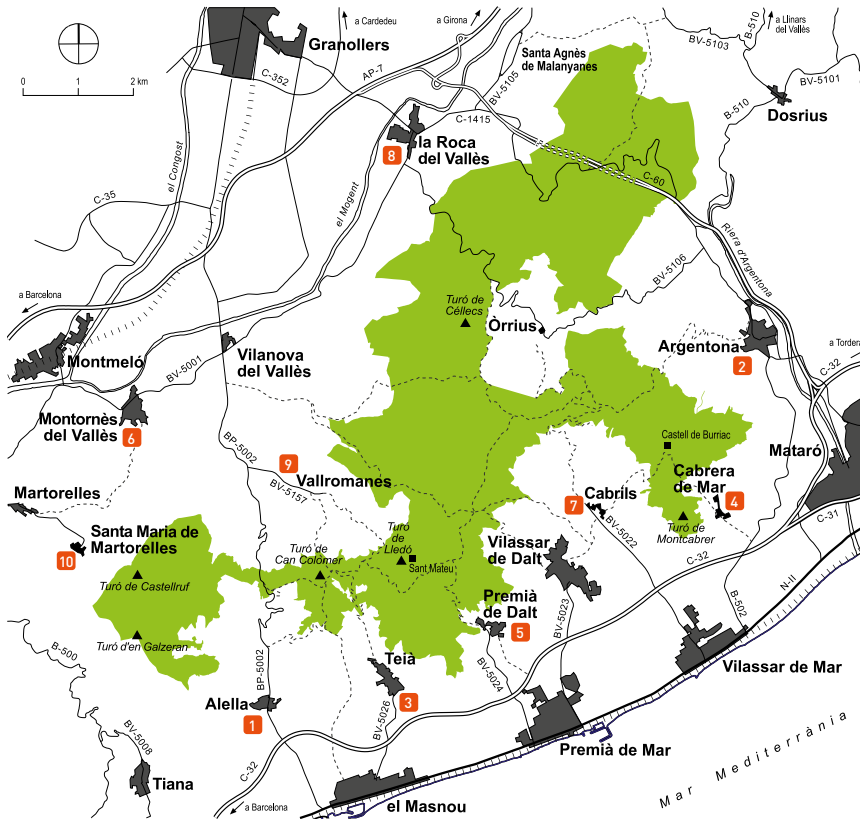 a Cardedeu
a Girona
a Llinars
del Vallès
B-510
BV-5103
Granollers
Santa Agnès
de Malanyanes
0
1
2 km
C-352
AP-7
BV-5105
BV-5101
B-510
Dosrius
C-1415
la Roca
del Vallès
8
el Congost
el Mogent
C-60
C-35
Riera d'Argentona
BV-5106
a Barcelona
Turó de
Céllecs
Òrrius
Argentona
2
a Tordera
C-32
Montmeló
BV-5001
Vilanova
del Vallès
Montornès
del Vallès
6
BP-5002
9
Vallromanes
BV-5157
Castell de Burriac
Mataró
Cabrera
de Mar
4
Cabrils
7
BV-5022
C-31
Martorelles
Santa Maria de
Martorelles
10
Turó
de
Lledó
Sant Mateu
Turó de
Can Colomer
Turó de Castellruf
Turó de
Montcabrer
Vilassar
de Dalt
C-32
N-II
B-502
Premià
de Dalt
5
BV-5023
BV-5024
Turó d'en Galzeran
B-500
BP-5002
Teià
3
BV-5026
Alella
1
Vilassar de Mar
BV-5008
Tiana
C-32
a Barcelona
Premià de Mar
el Masnou
Mar Mediterrània